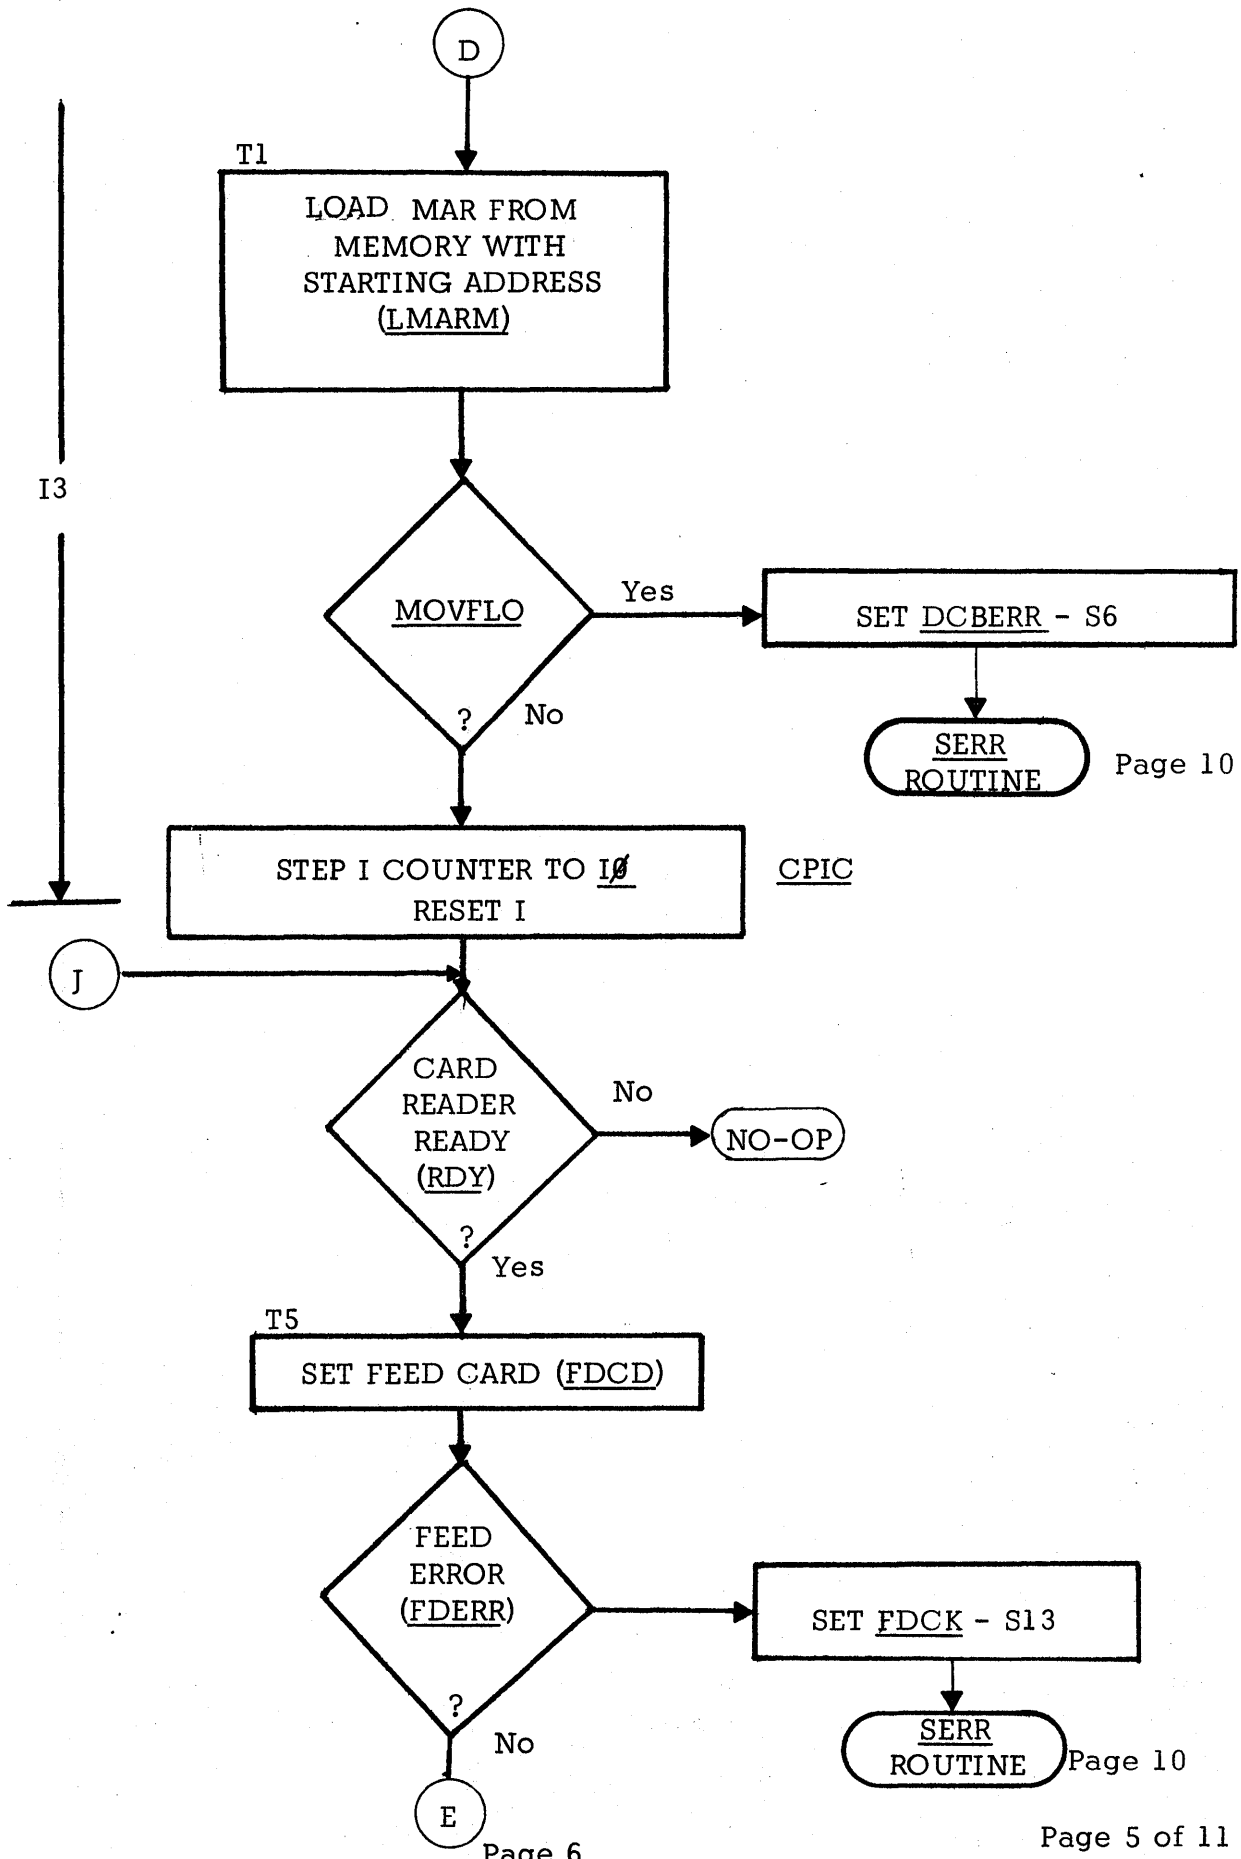 D
T1
LOAD MAR FROM
MEMORY WITH
STARTING ADDRESS
(LMARM)
I3
MOVFLO
?
Yes
No
SET DCBERR - S6
SERR
ROUTINE
Page 10
STEP I COUNTER TO IØ
RESET I
CPIC
J
CARD
READER
READY
(RDY)
?
No
NO-OP
Yes
T5
SET FEED CARD (FDCD)
FEED
ERROR
(FDERR)
?
SET FDCK - S13
SERR
ROUTINE
Page 10
No
E
Page 6
Page 5 of 11